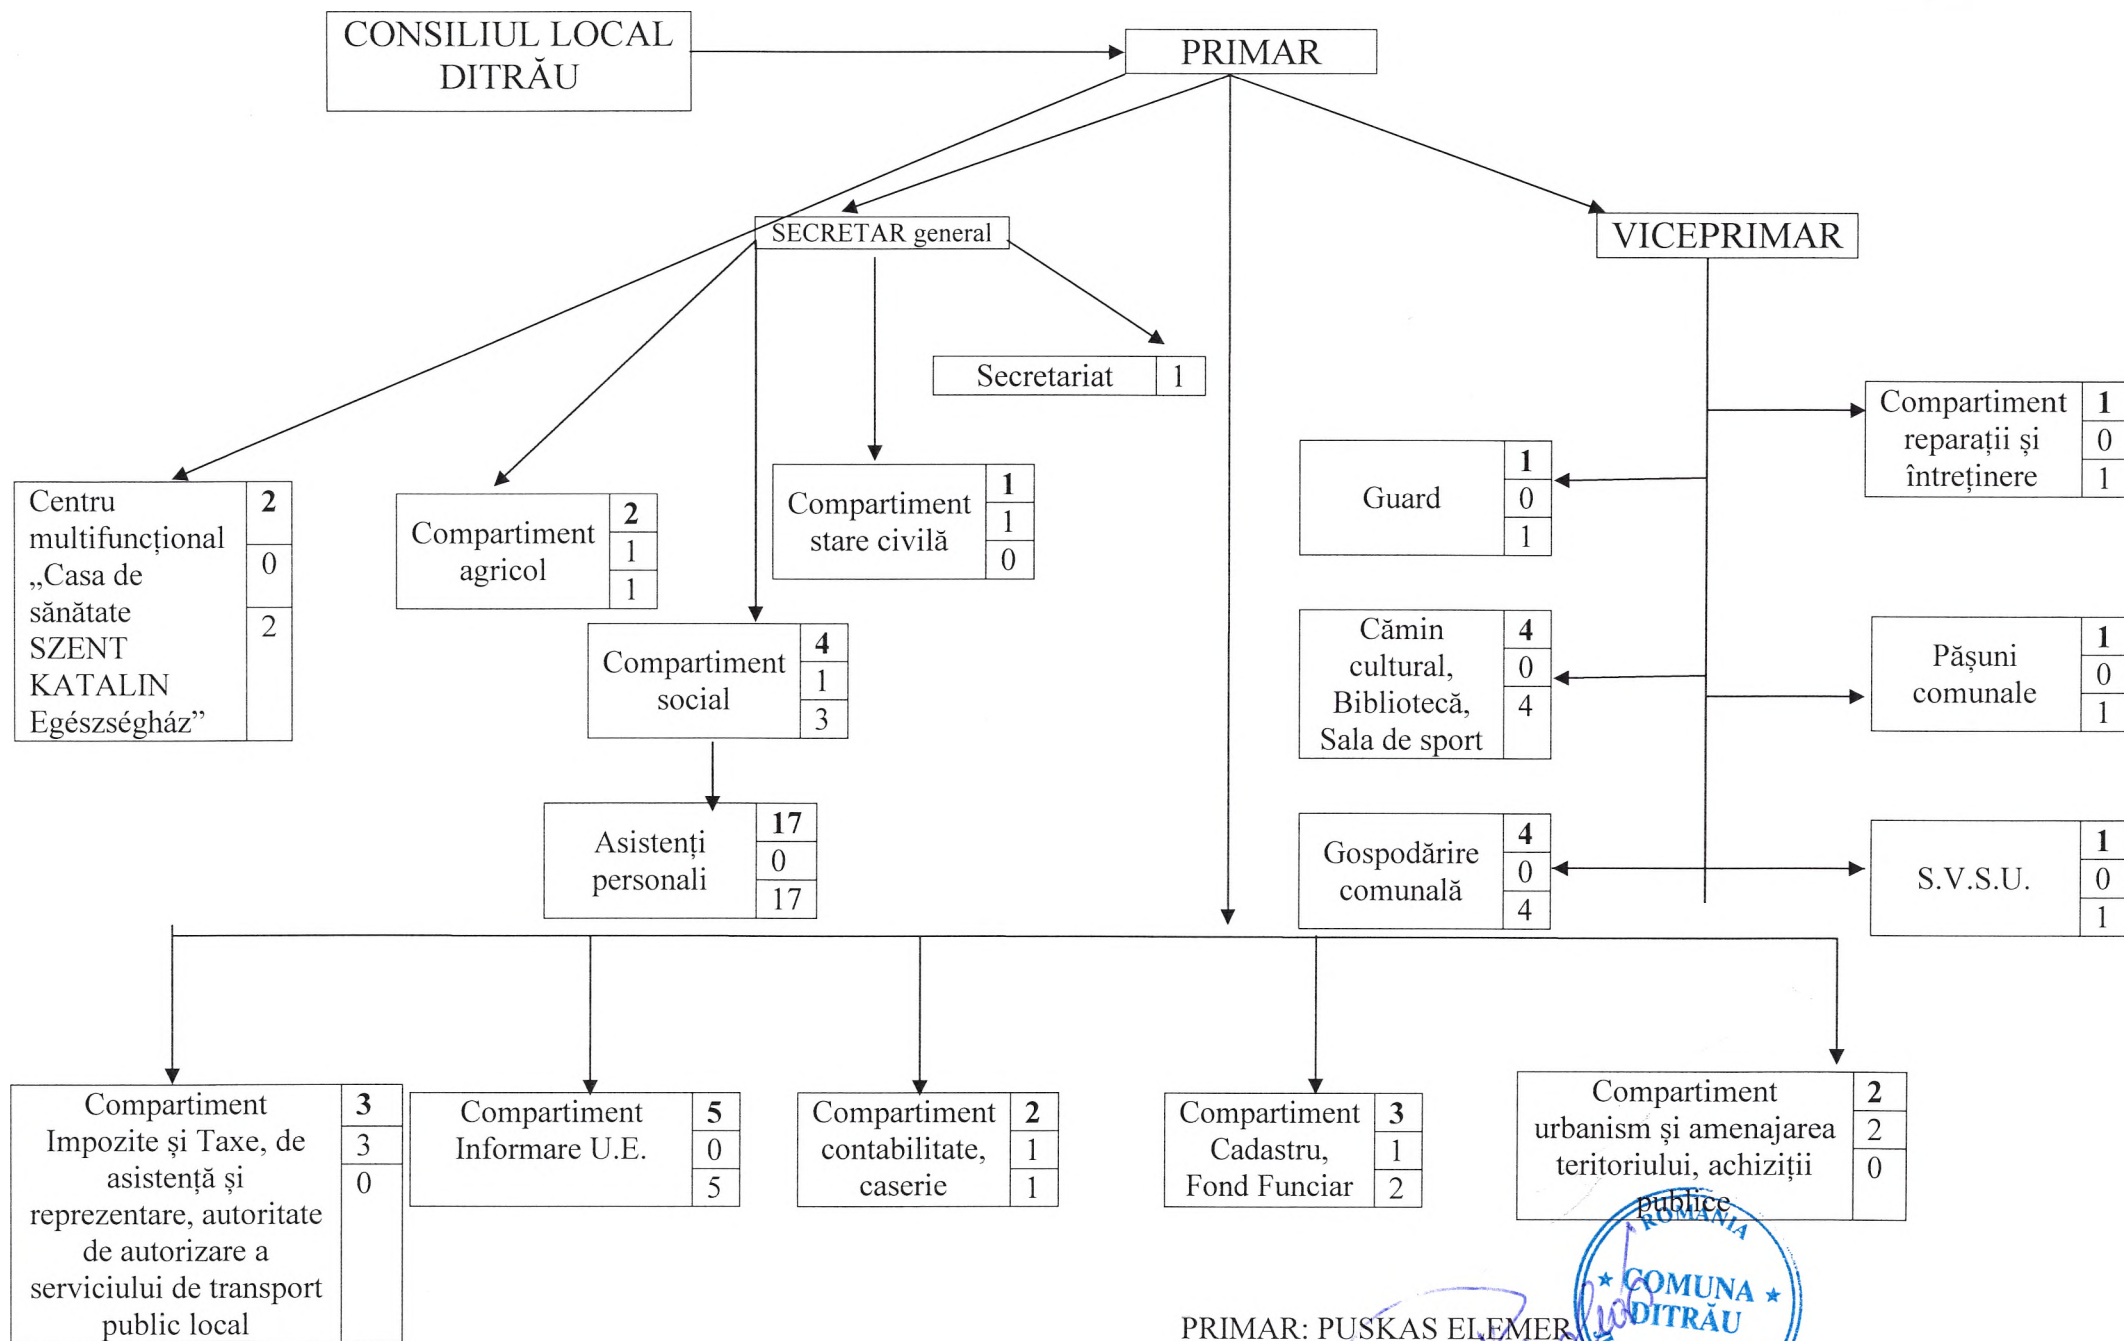 CONSILIUL LOCAL
DITRĂU
PRIMAR
SECRETAR general
VICEPRIMAR
Secretariat 1
Compartiment
reparații și
întreținere
1
0
1
Guard
1
0
1
Centru
multifuncțional
„Casa de
sănătate
SZENT
KATALIN
Egészségház”
2
0
2
Compartiment
agricol
2
1
1
Compartiment
stare civilă
1
1
0
Compartiment
social
4
1
3
Cămin
cultural,
Bibliotecă,
Sala de sport
4
0
4
Pășuni
comunale
1
0
1
Asistenți
personali
17
0
17
Gospodărire
comunală
4
0
4
S.V.S.U.
1
0
1
Compartiment
Impozite și Taxe, de
asistență și
reprezentare, autoritate
de autorizare a
serviciului de transport
public local
3
3
0
Compartiment
Informare U.E.
5
0
5
Compartiment
contabilitate,
caserie
2
1
1
Compartiment
Cadastru,
Fond Funciar
3
1
2
Compartiment
urbanism și amenajarea
teritoriului, achiziții
publice
2
2
0
PRIMAR: PUSKAS ELEMER
ROMÂNIA
COMUNA
DITRĂU